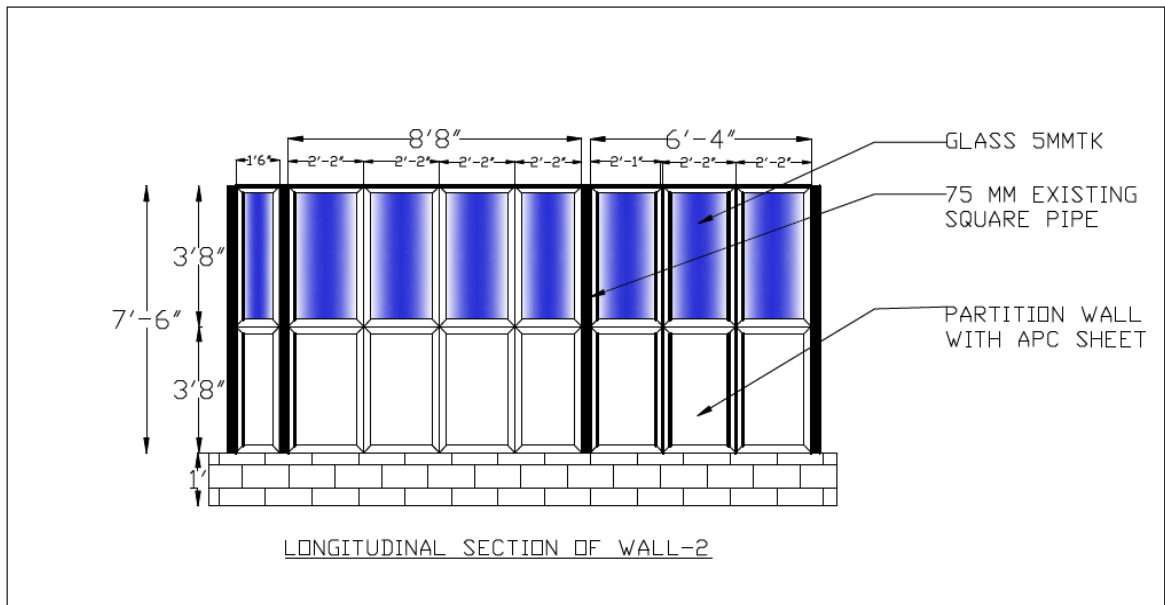 8'8"
6'-4"
1'6"
2'-2"
2'-2"
2'-2"
2'-2"
2'-1"
2'-2"
2'-2"
GLASS 5MMTK
75 MM EXISTING
SQUARE PIPE
3'8"
7'-6"
PARTITION WALL
WITH APC SHEET
3'8"
1'
LONGITUDINAL SECTION OF WALL-2